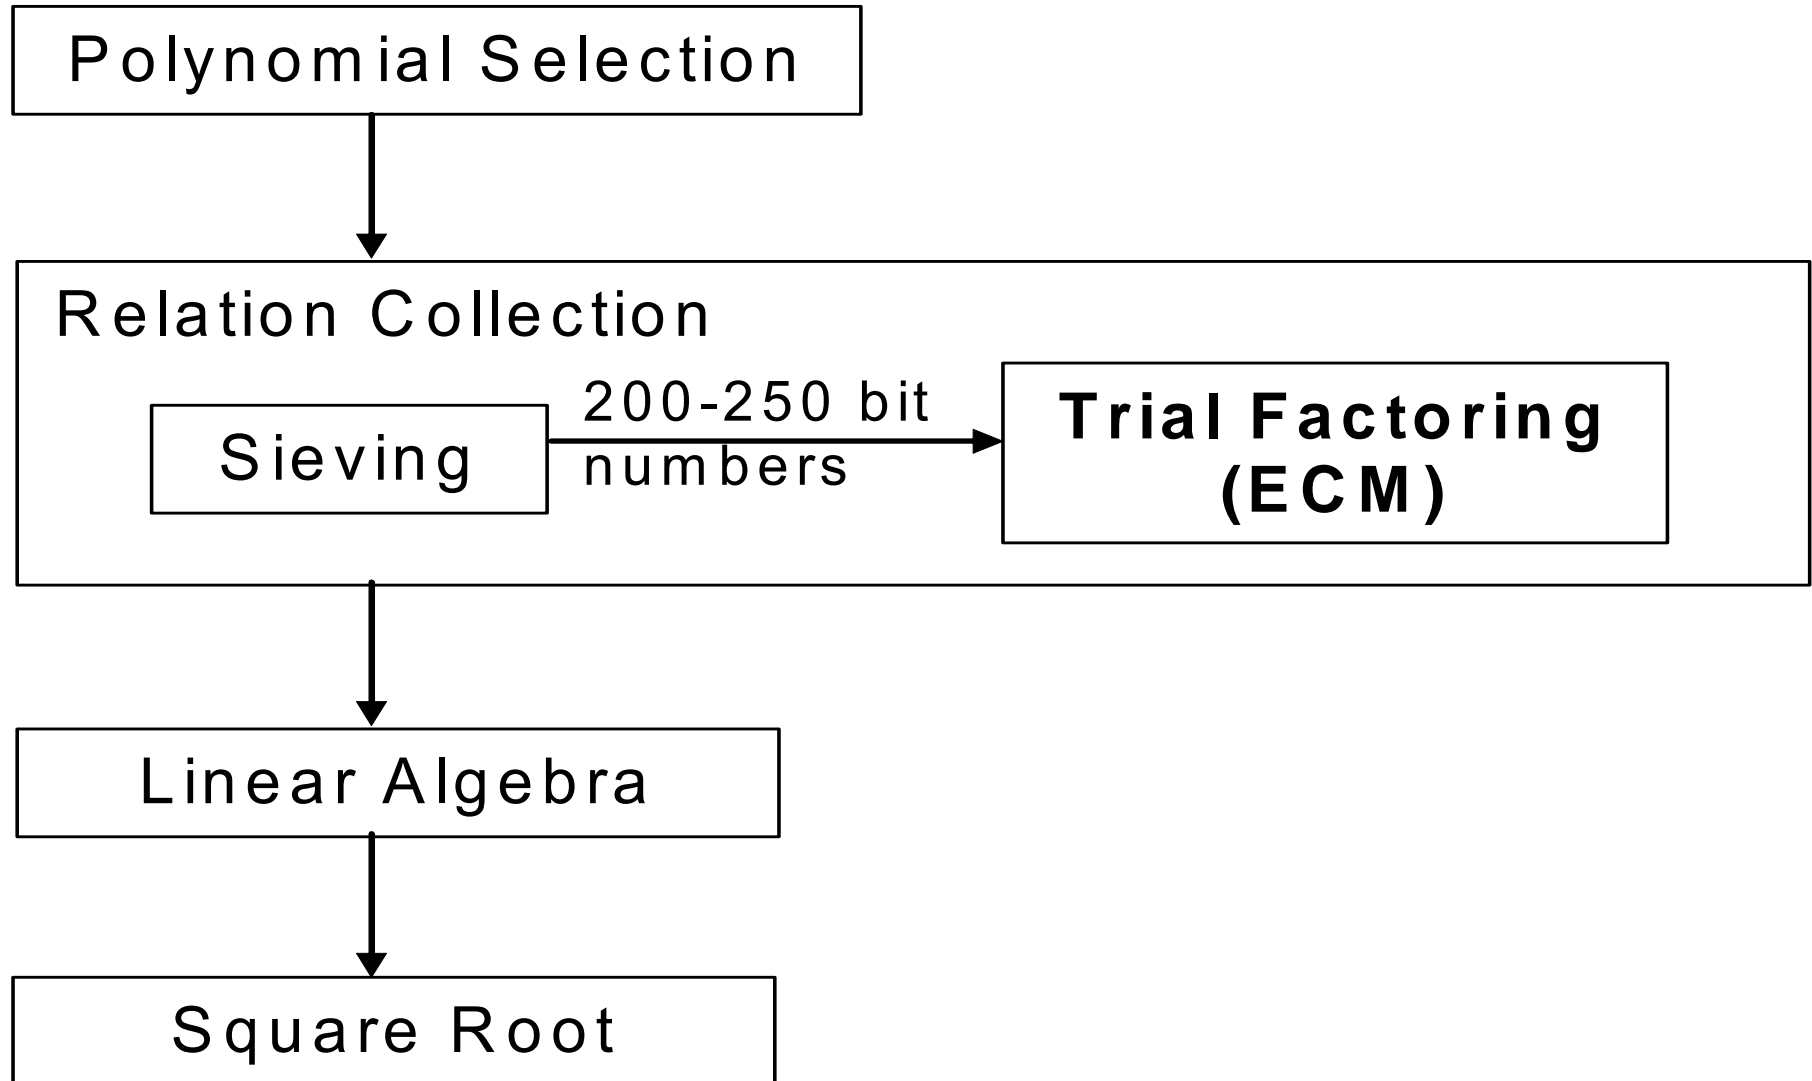 Polynomial Selection
Relation Collection
Sieving
200-250 bit
numbers
Trial Factoring
(ECM)
Linear Algebra
Square Root